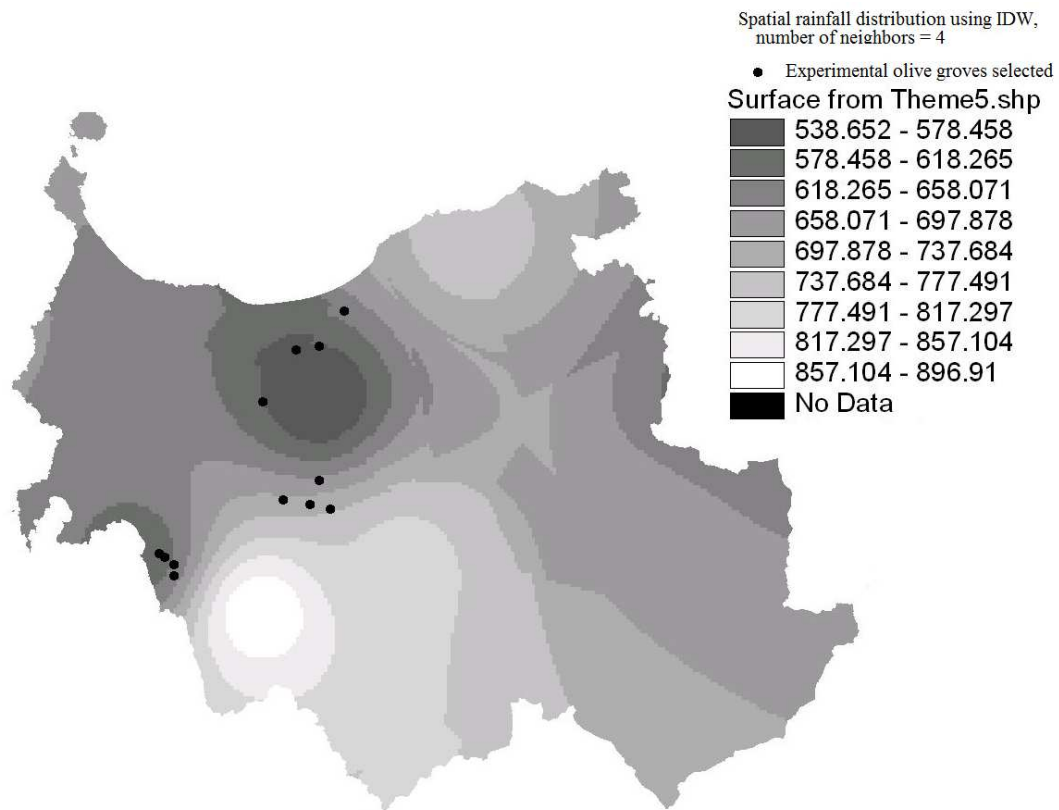 Spatial rainfall distribution using IDW,
number of neighbors = 4
Experimental olive groves selected
Surface from Theme5.shp
538.652 - 578.458
578.458 - 618.265
618.265 - 658.071
658.071 - 697.878
697.878 - 737.684
737.684 - 777.491
777.491 - 817.297
817.297 - 857.104
857.104 - 896.91
No Data